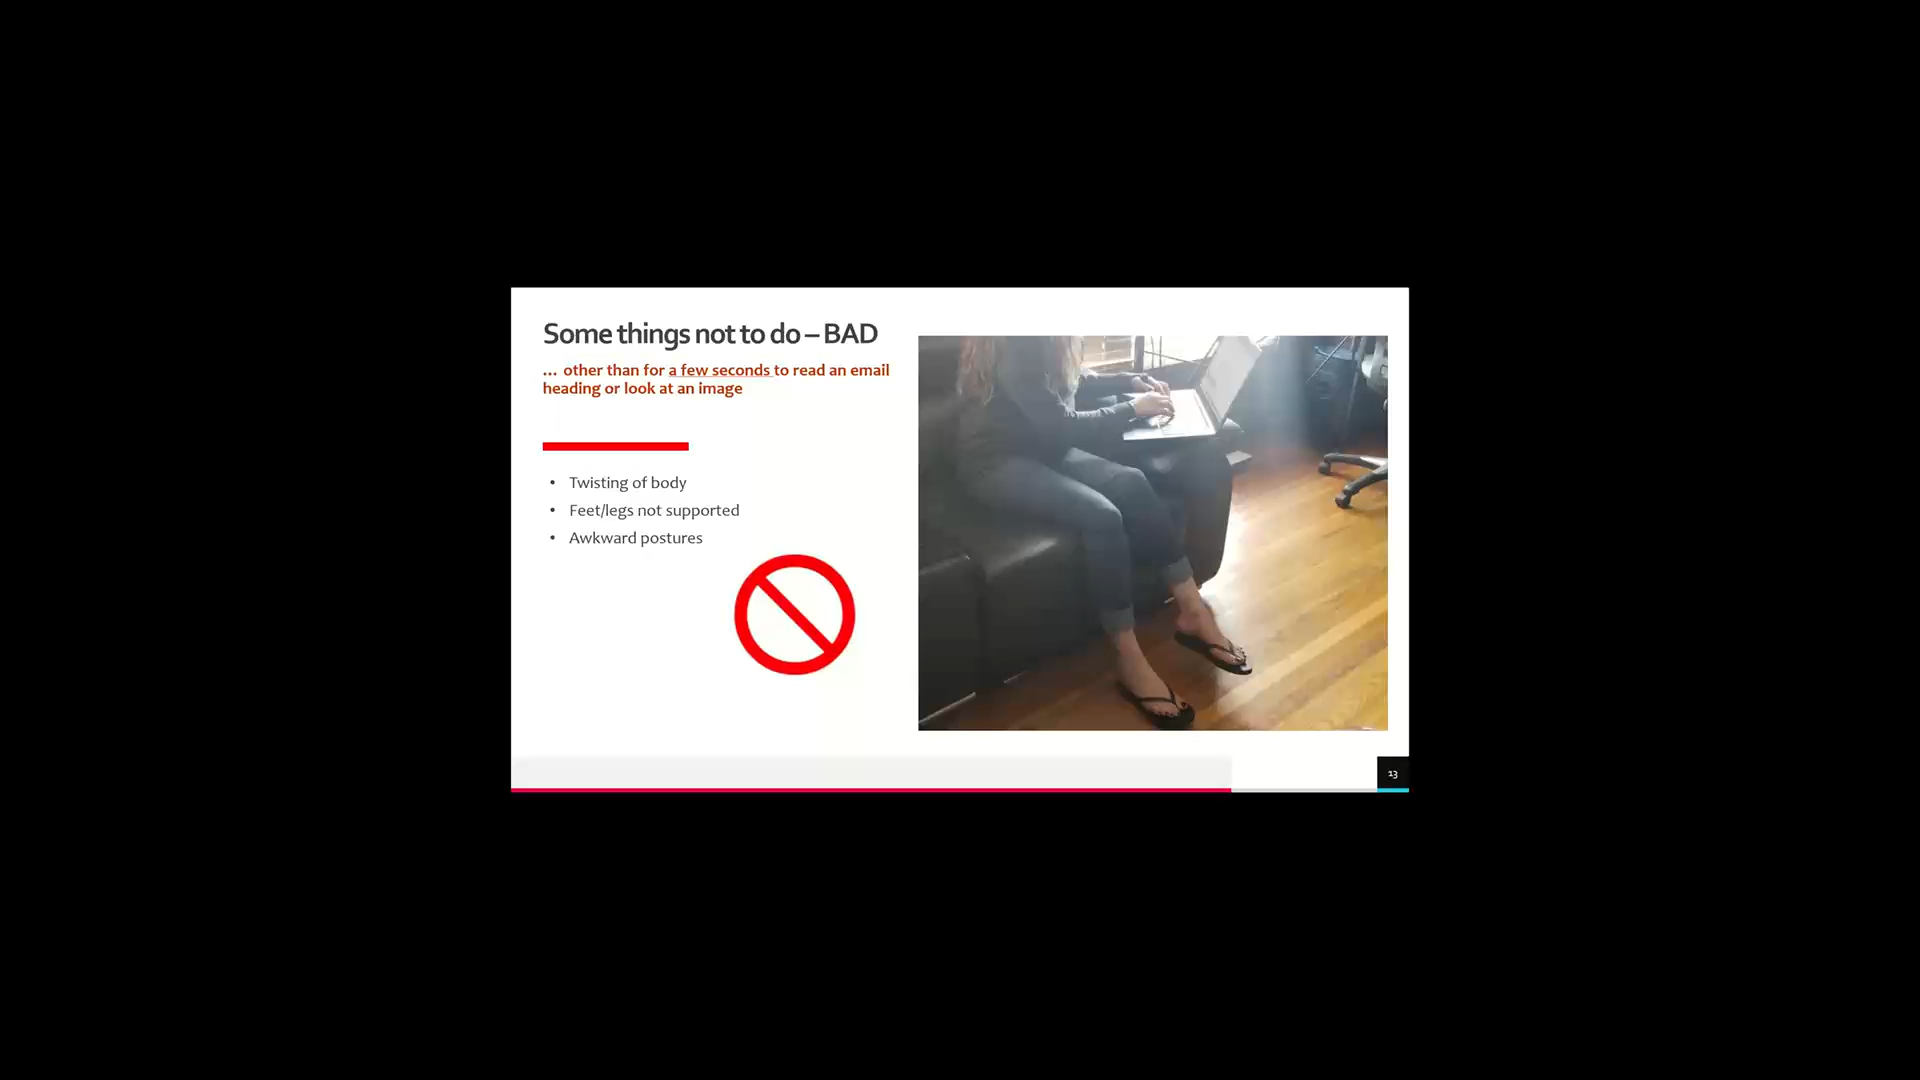 Some things not to do – BAD
... other than for a few seconds to read an email
heading or look at an image
• Twisting of body
• Feet/legs not supported
• Awkward postures
13